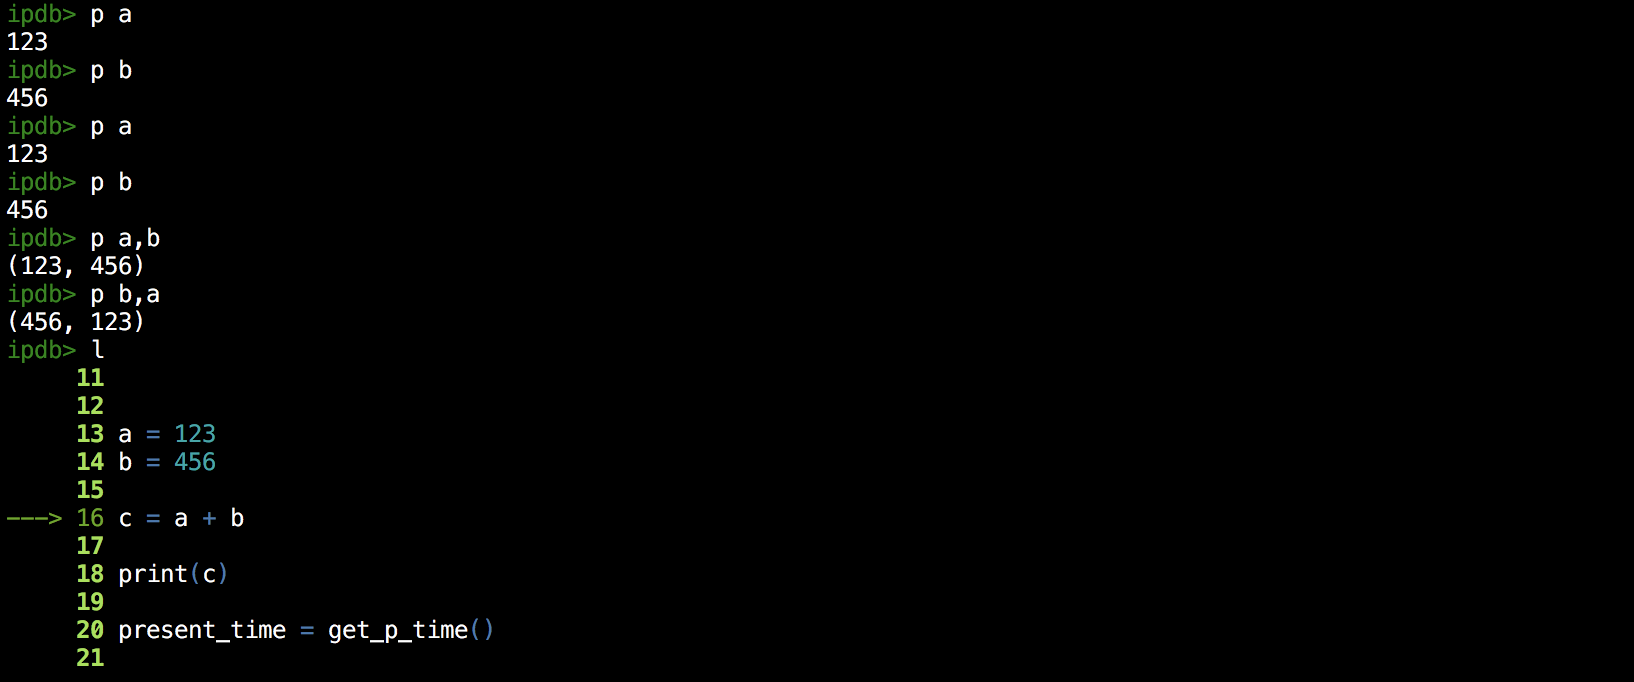 ipdb> p a
123
ipdb> p b
456
ipdb> p a
123
ipdb> p b
456
ipdb> p a,b
(123, 456)
ipdb> p b,a
(456, 123)
ipdb> l
     11
     12
     13 a = 123
     14 b = 456
     15
---> 16 c = a + b
     17
     18 print(c)
     19
     20 present_time = get_p_time()
     21